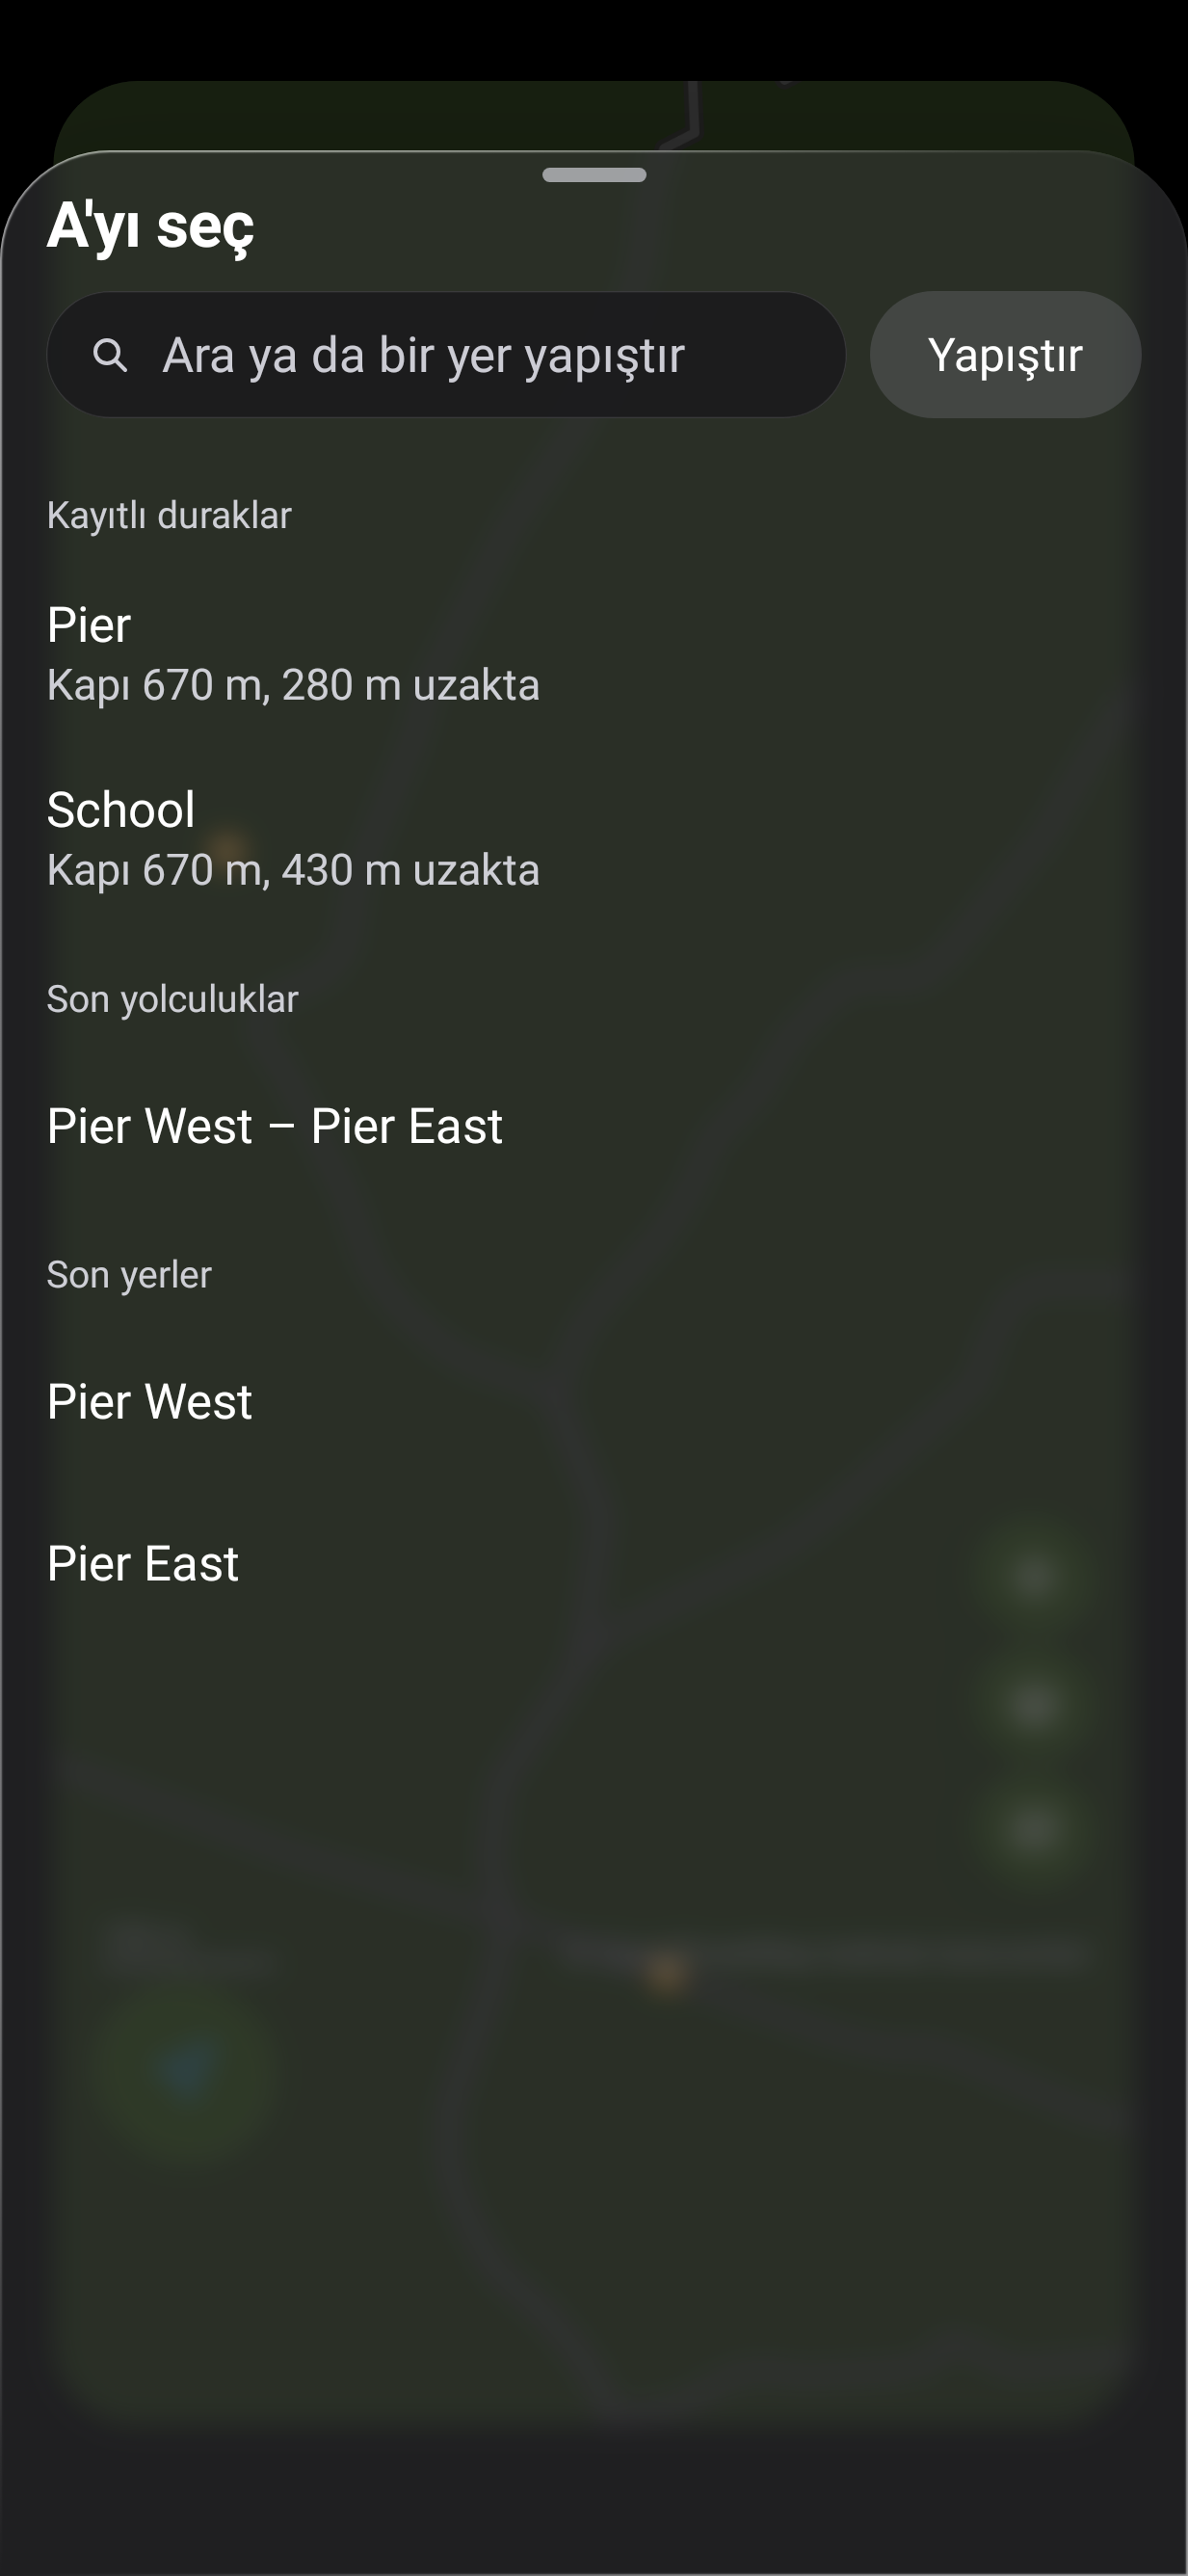 A'yı seç
Ara ya da bir yer yapıştır
Yapıştır
Kayıtlı duraklar
Pier
Kapı 670 m, 280 m uzakta
School
Kapı 670 m, 430 m uzakta
Son yolculuklar
Pier West – Pier East
Son yerler
Pier West
Pier East